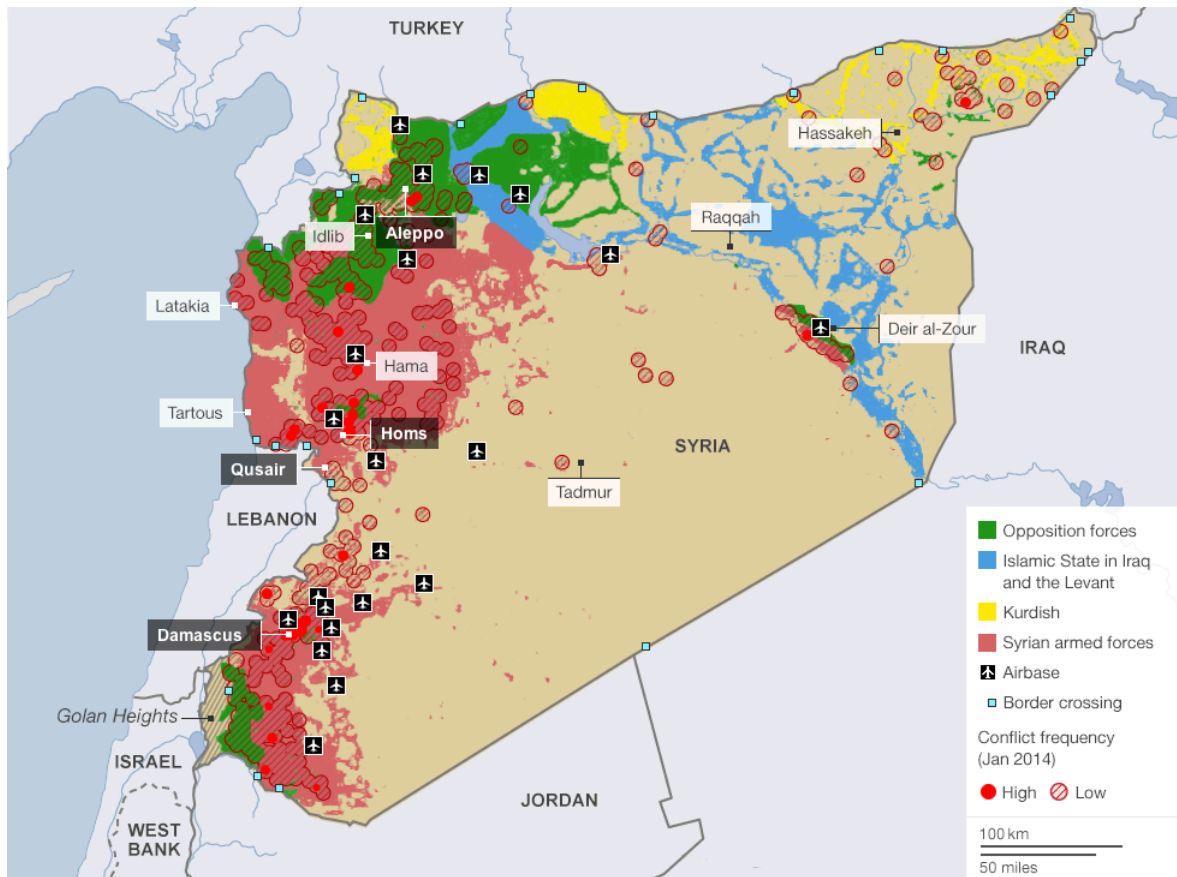 TURKEY
Hassakeh
Raqqah
Idlib
Aleppo
Latakia
Deir al-Zour
IRAQ
Hama
Tartous
Homs
SYRIA
Qusair
Tadmur
LEBANON
Damascus
Golan Heights
ISRAEL
JORDAN
WEST
BANK
Opposition forces
Islamic State in Iraq
and the Levant
Kurdish
Syrian armed forces
Airbase
Border crossing
Conflict frequency
(Jan 2014)
High Low
100 km
50 miles